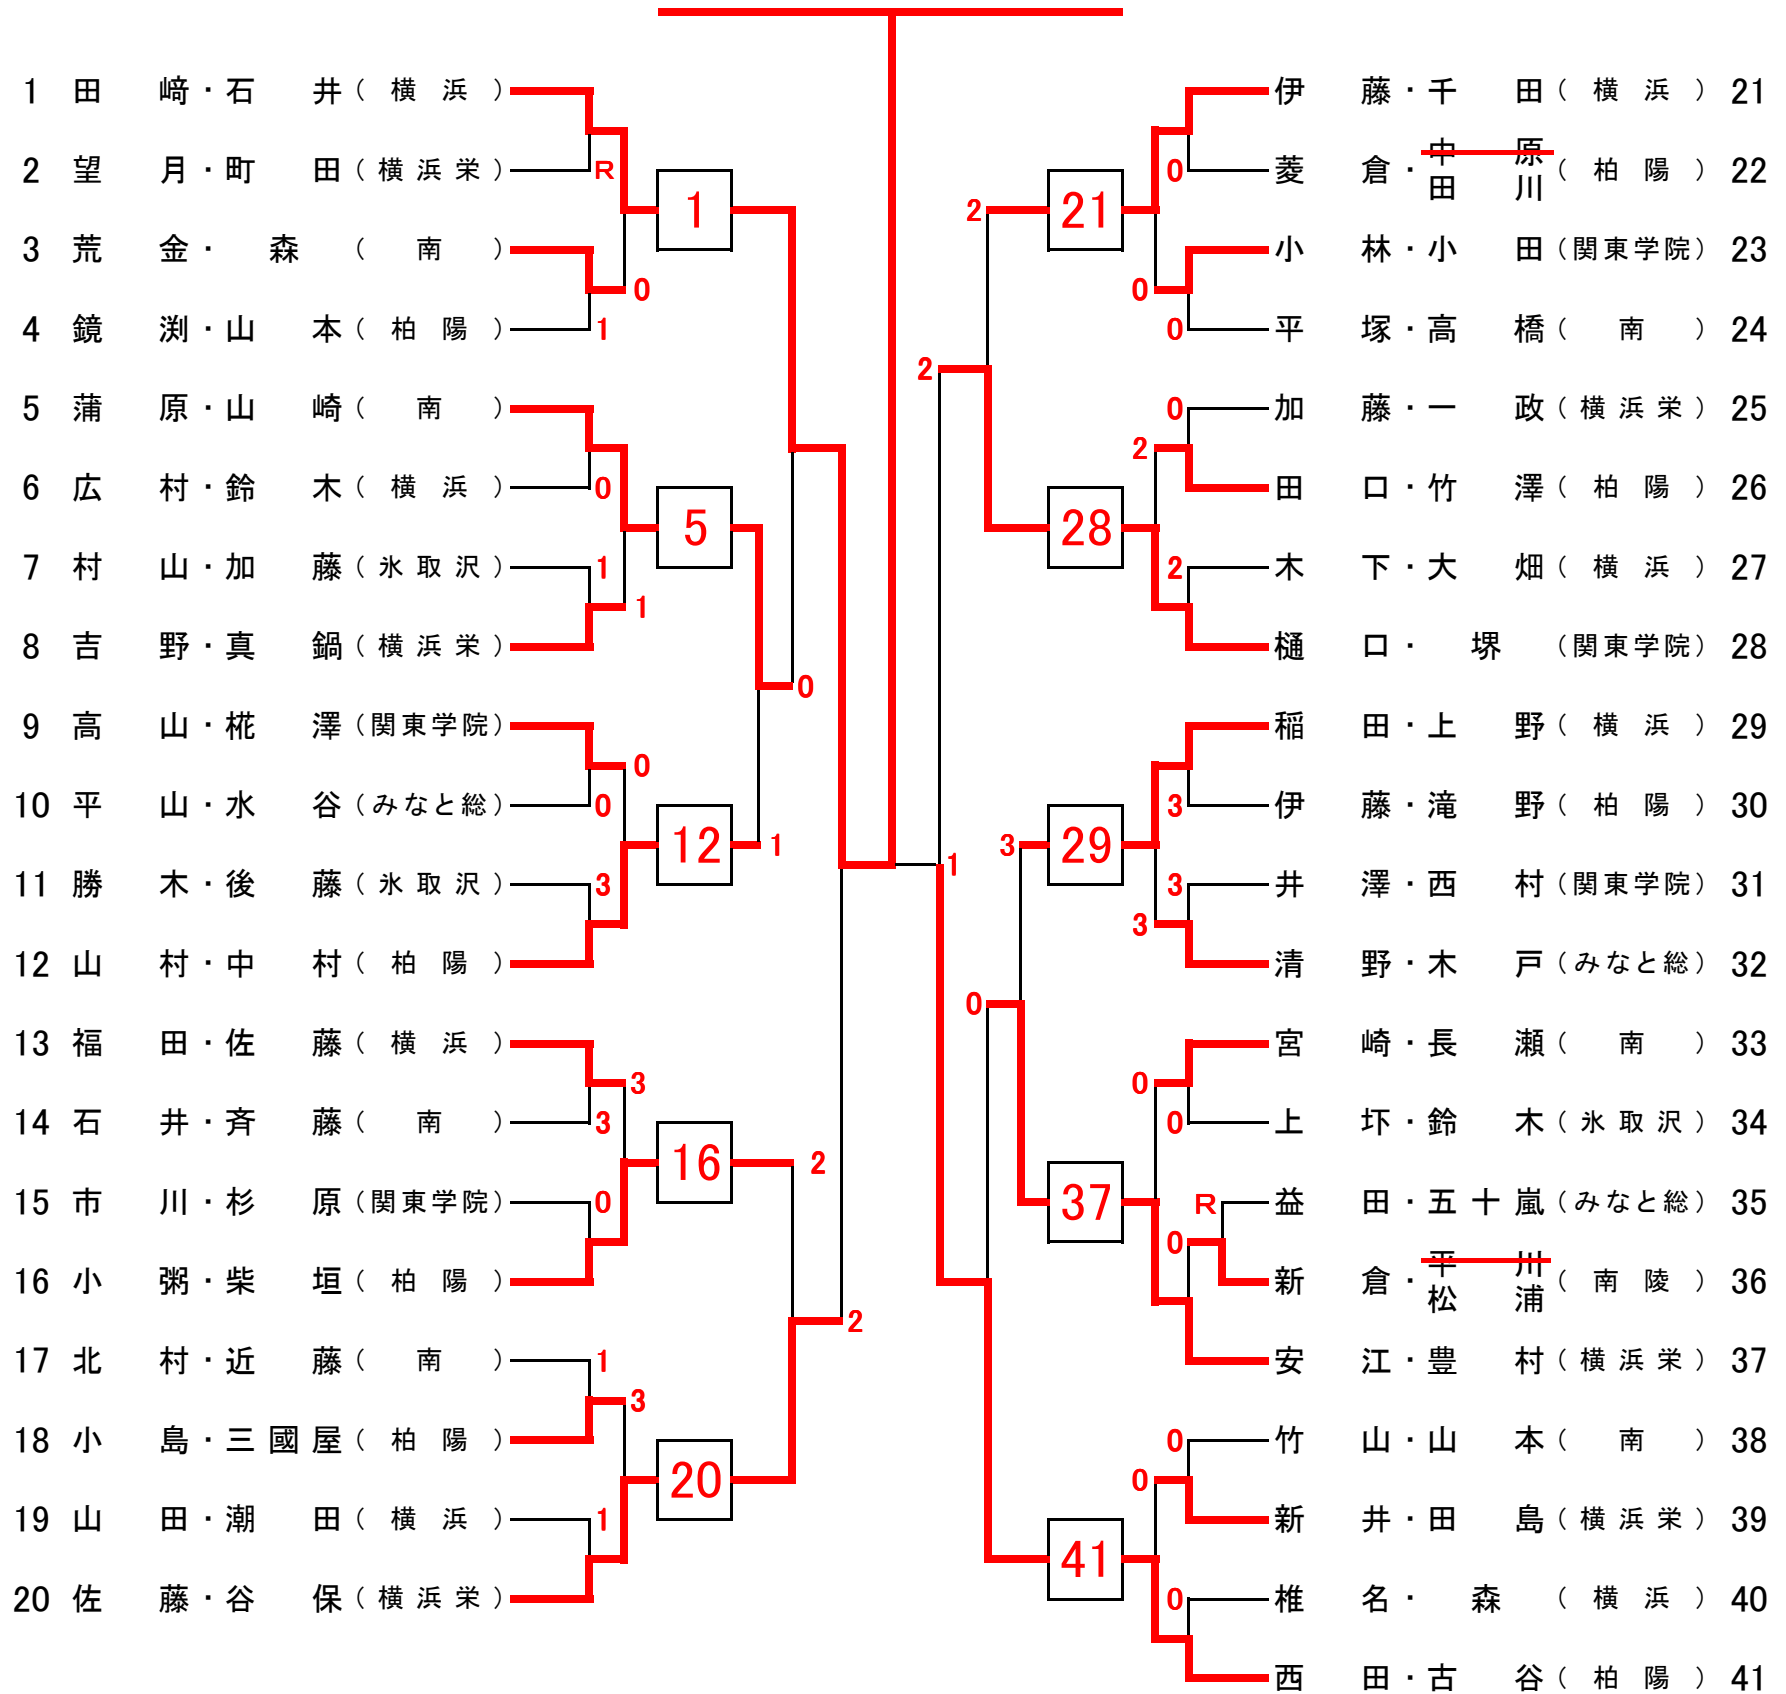 1 田崎・石井(横浜)
2 望月・町田(横浜栄)
R
1
3 荒金・森(南)
0
4 鏡渕・山本(柏陽)
1
5 蒲原・山崎(南)
6 広村・鈴木(横浜)
0
5
7 村山・加藤(氷取沢)
1
1
8 吉野・真鍋(横浜栄)
0
9 高山・椛澤(関東学院)
0
10 平山・水谷(みなと総)
0
12
1
11 勝木・後藤(氷取沢)
3
12 山村・中村(柏陽)
13 福田・佐藤(横浜)
3
14 石井・斉藤(南)
3
16
2
15 市川・杉原(関東学院)
0
16 小粥・柴垣(柏陽)
2
17 北村・近藤(南)
1
3
18 小島・三國屋(柏陽)
20
19 山田・潮田(横浜)
1
20 佐藤・谷保(横浜栄)
伊藤・千田(横浜) 21
中原
0 菱倉・田川(柏陽) 22
2
21
小林・小田(関東学院) 23
0
0 平塚・高橋(南) 24
2
0 加藤・一政(横浜栄) 25
2
田口・竹澤(柏陽) 26
28
2 木下・大畑(横浜) 27
樋口・堺(関東学院) 28
稲田・上野(横浜) 29
3 伊藤・滝野(柏陽) 30
3
29
1
3 井澤・西村(関東学院) 31
3
清野・木戸(みなと総) 32
0
宮崎・長瀬(南) 33
0
0 上圷・鈴木(氷取沢) 34
37
R 益田・五十嵐(みなと総) 35
0
平川
新倉・松浦(南陵) 36
安江・豊村(横浜栄) 37
0 竹山・山本(南) 38
0
新井・田島(横浜栄) 39
41
0 椎名・森(横浜) 40
西田・古谷(柏陽) 41